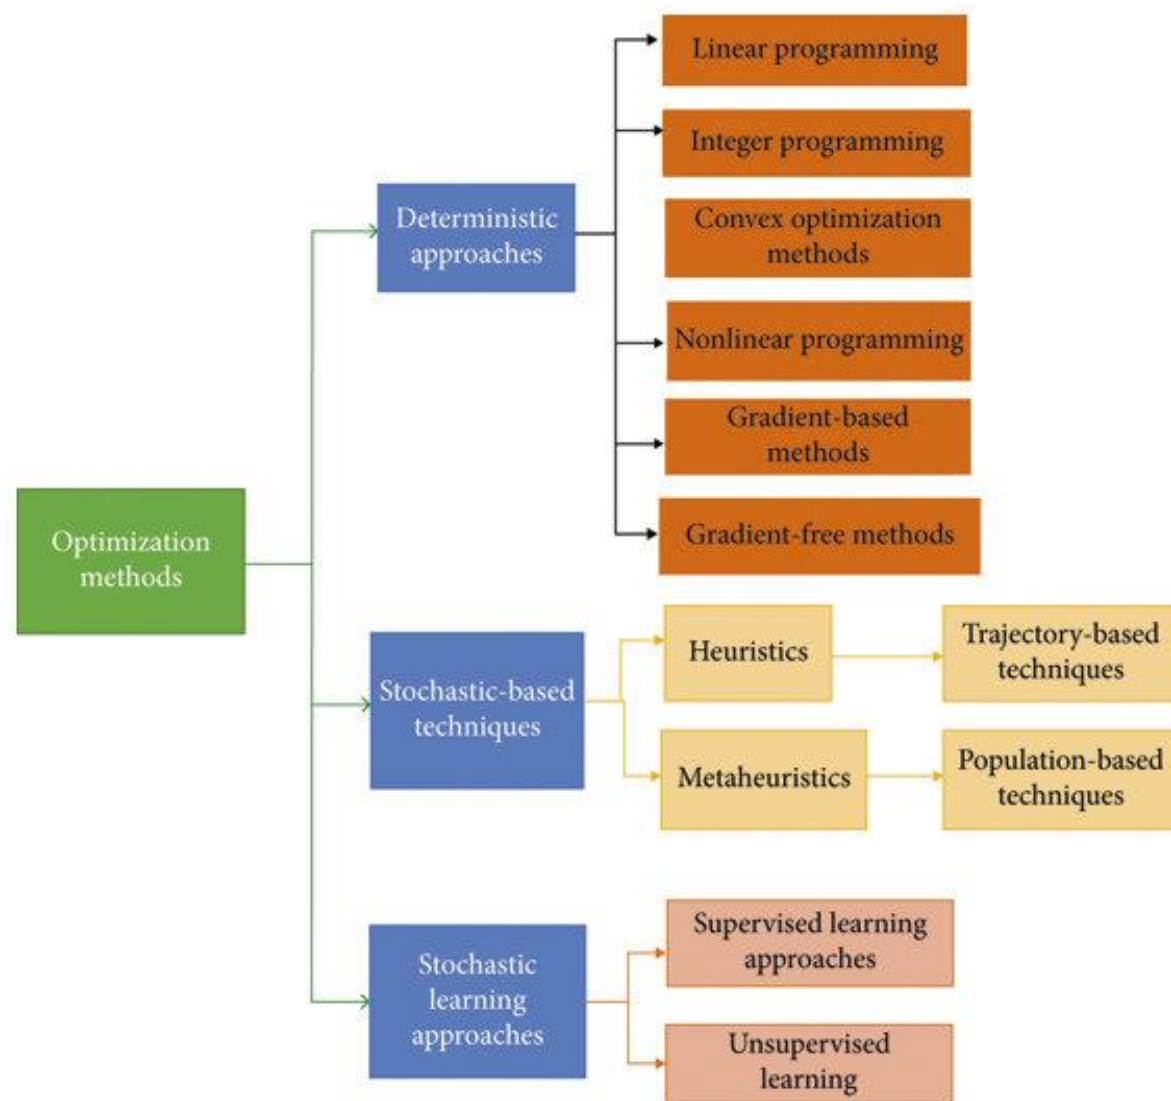 Linear programming
Integer programming
Deterministic
approaches
Convex optimization
methods
Nonlinear programming
Gradient-based
methods
Gradient-free methods
Optimization
methods
Stochastic-based
techniques
Heuristics
Trajectory-based
techniques
Metaheuristics
Population-based
techniques
Stochastic
learning
approaches
Supervised learning
approaches
Unsupervised
learning